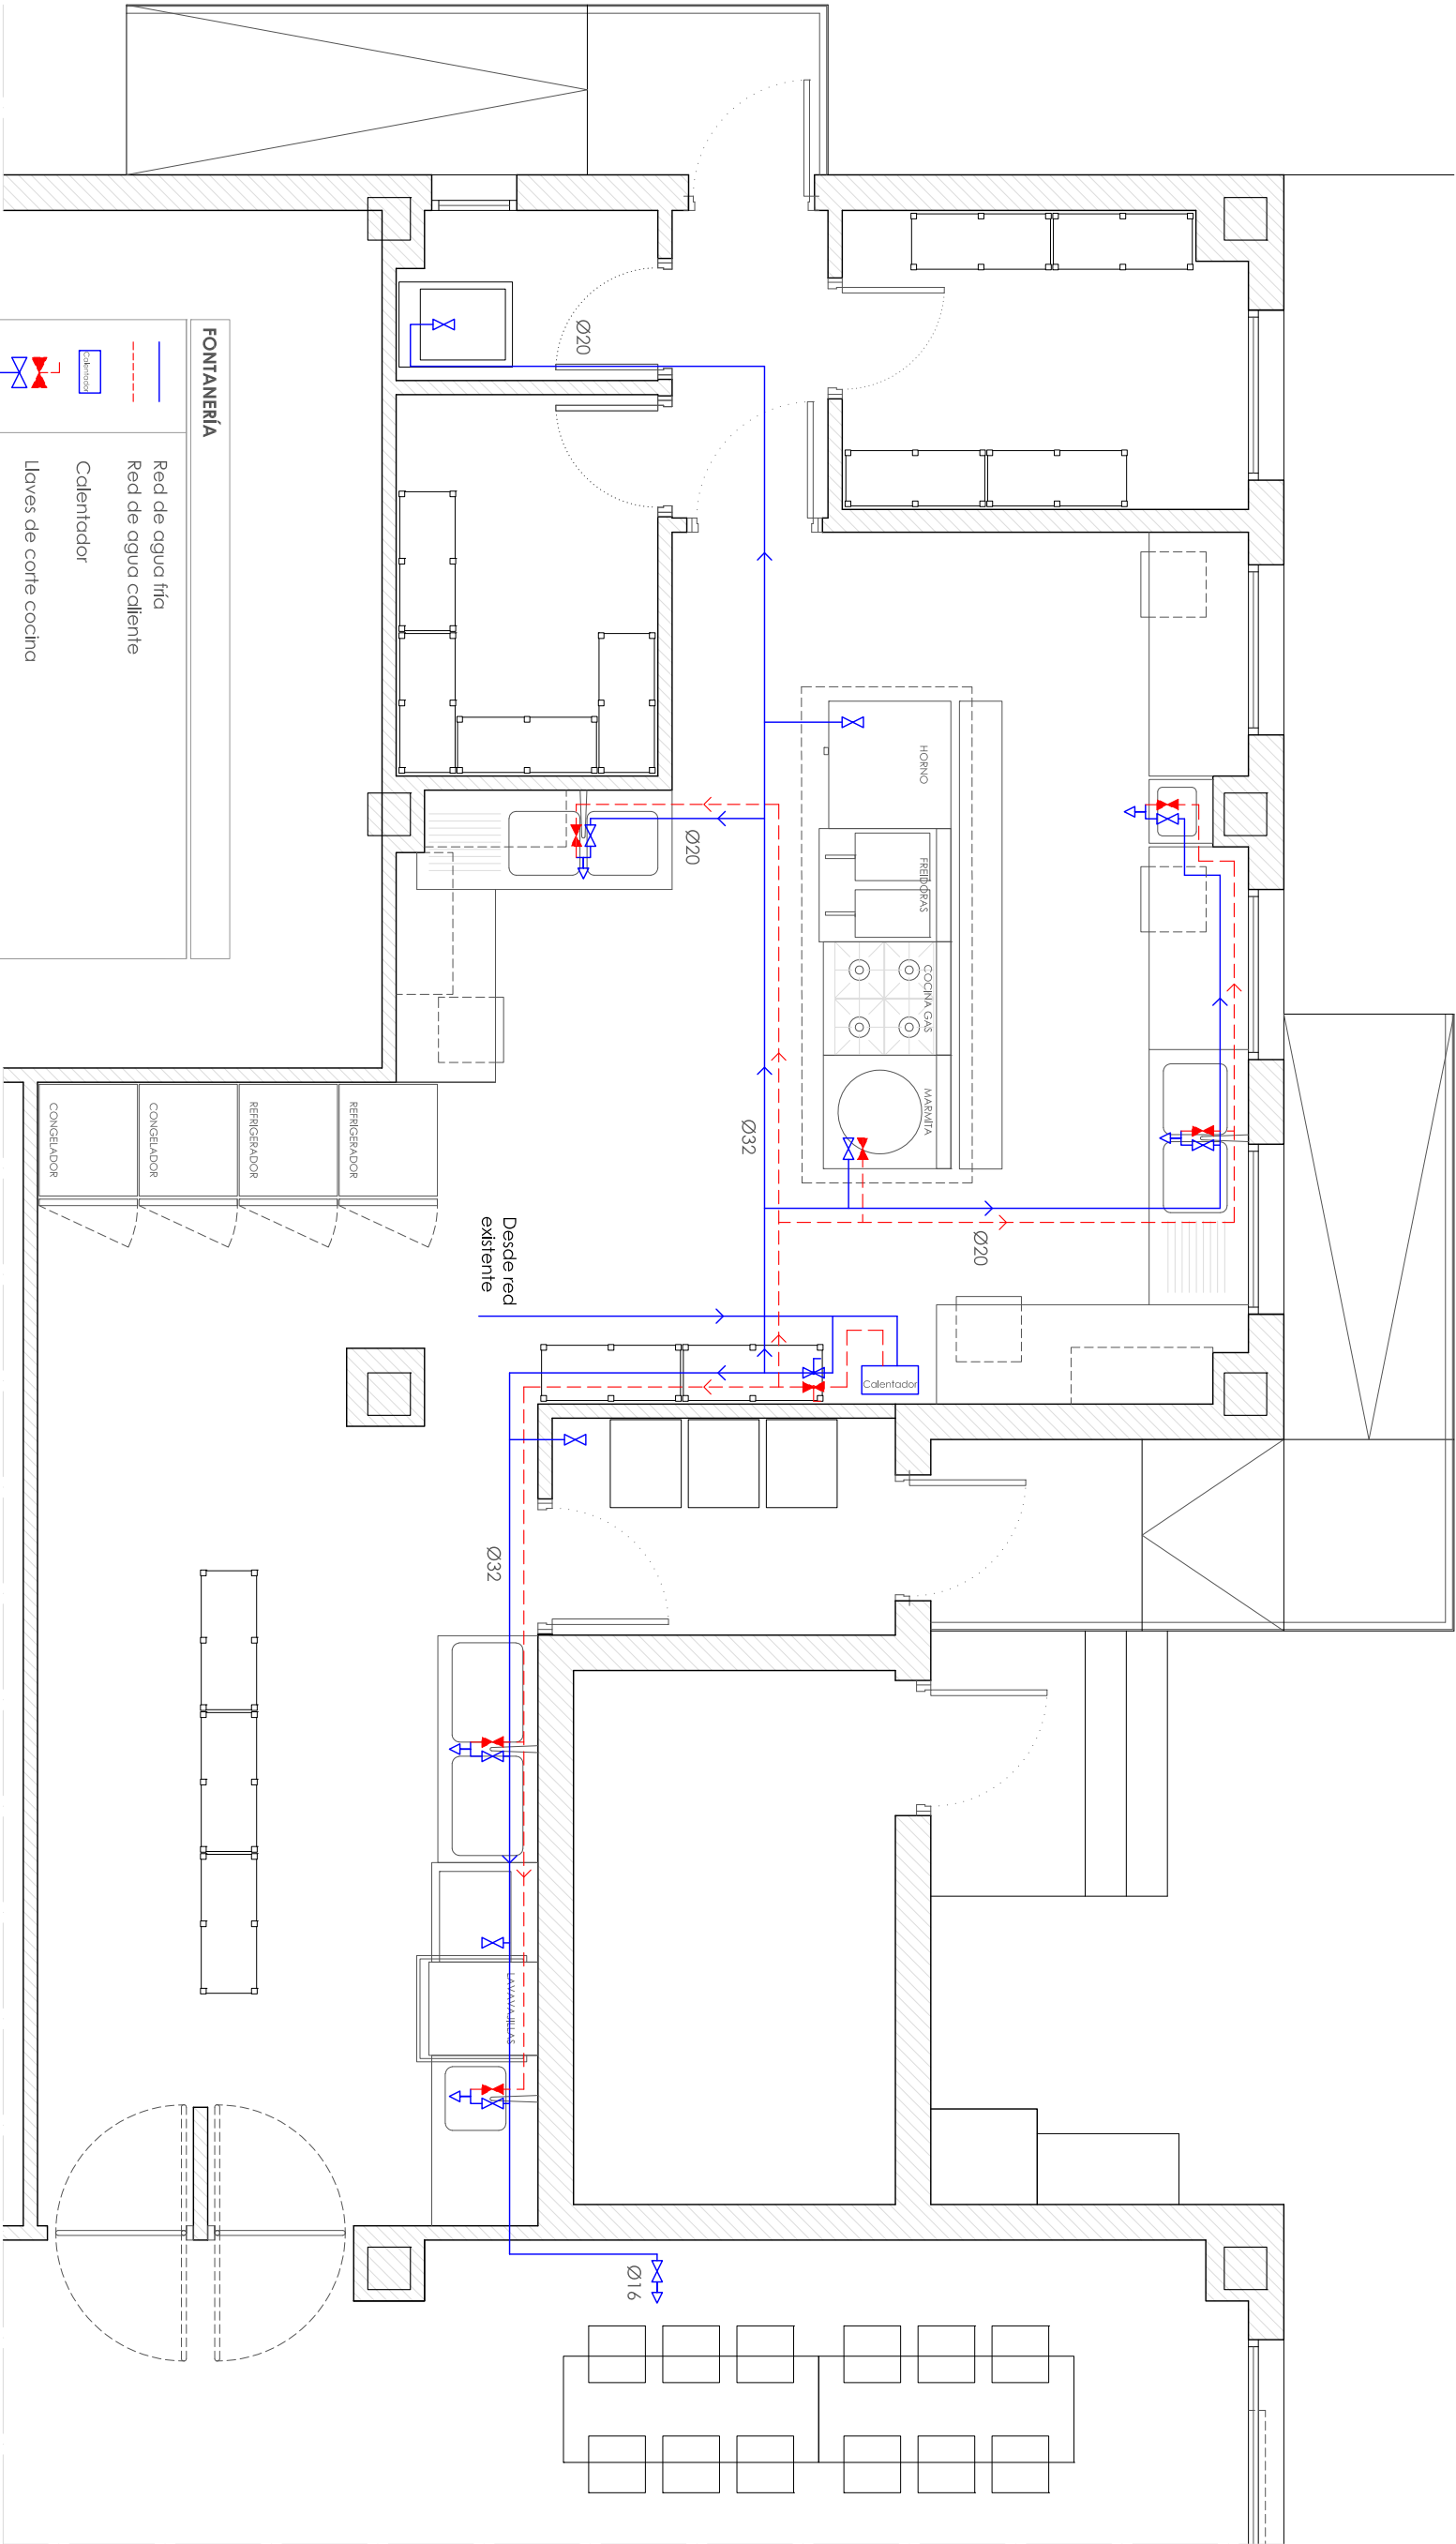 FONTANERÍA
Red de agua fría
Red de agua caliente
Calentador
Calentador
Llaves de corte cocina
Ø20
HORNO
FREIDORAS
COCINA GAS
MARMITA
Ø20
Ø32
Ø20
Desde red
existente
Calentador
REFRIGERADOR
REFRIGERADOR
CONGELADOR
CONGELADOR
Ø32
LAVAVAJILLAS
Ø16